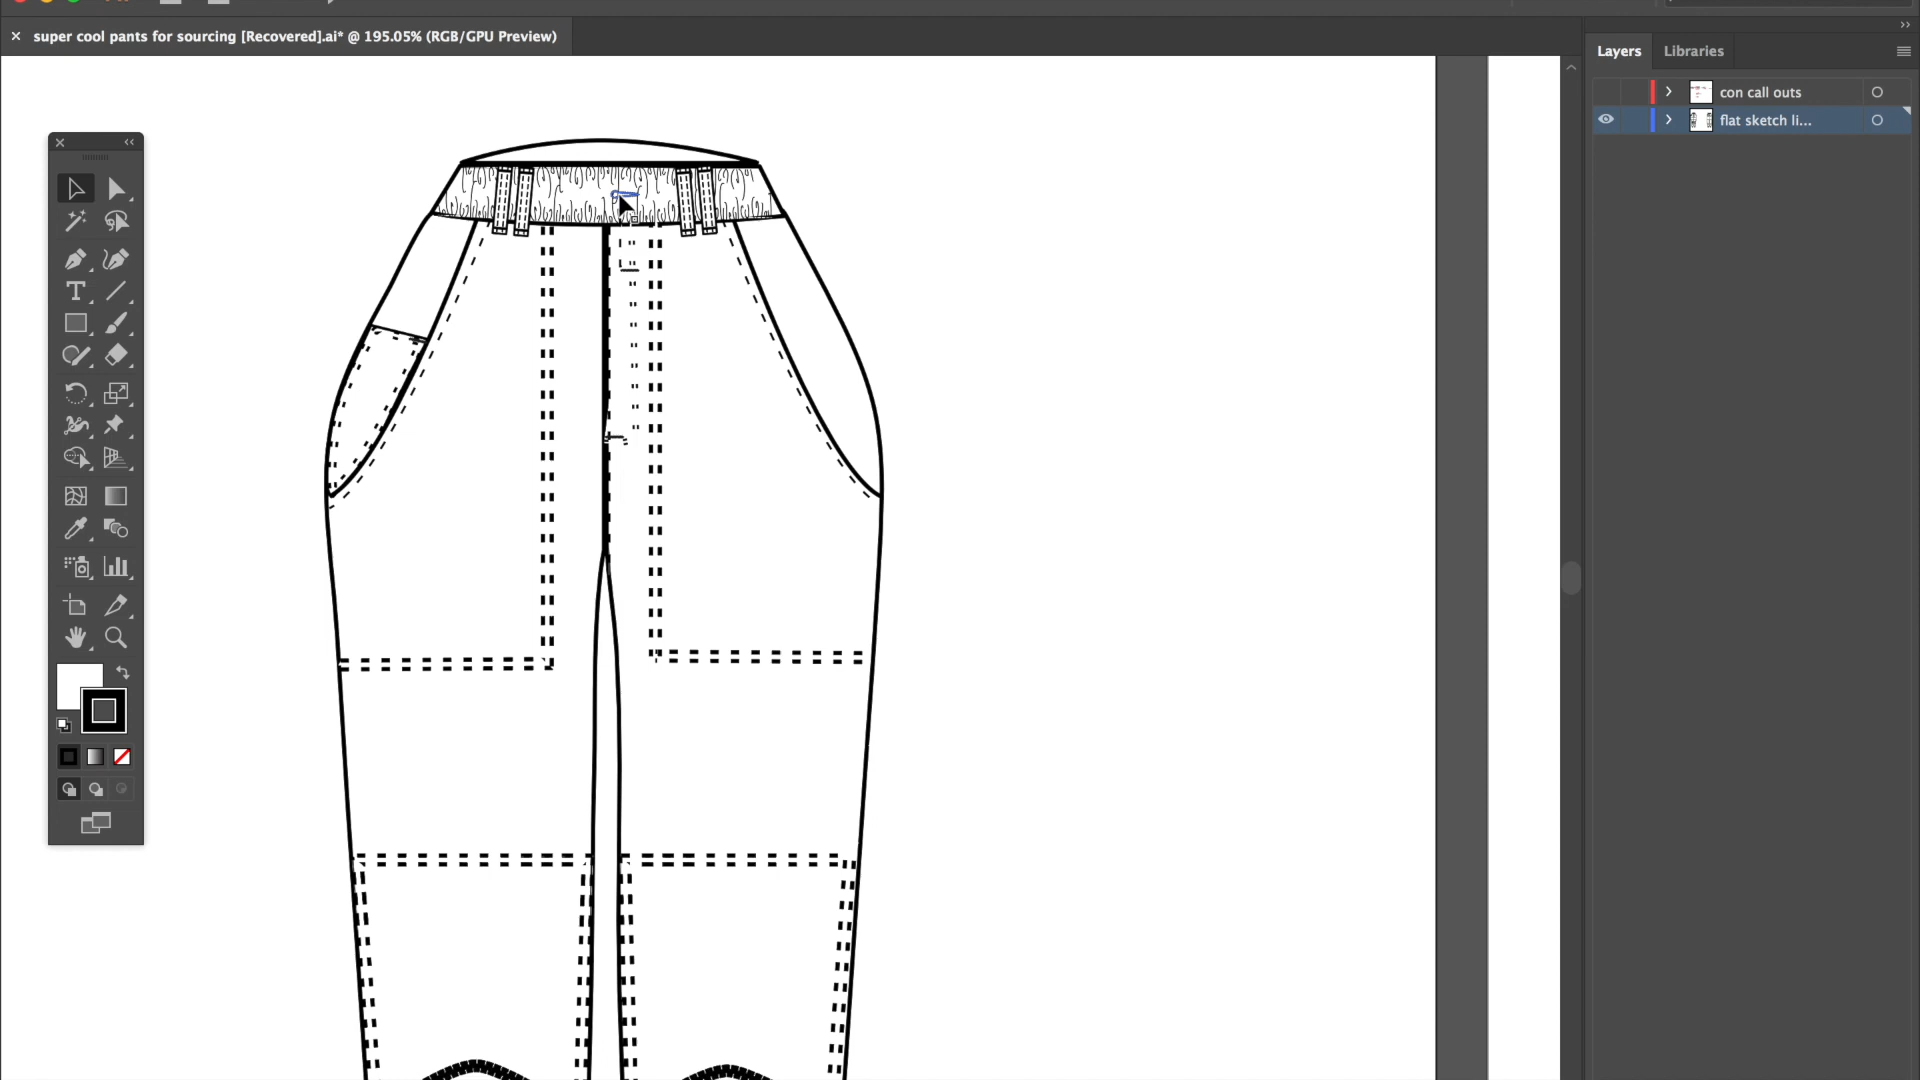 super cool pants for sourcing [Recovered].ai* @ 195.05% (RGB/GPU Preview)
Layers
Libraries
con call outs
flat sketch li...